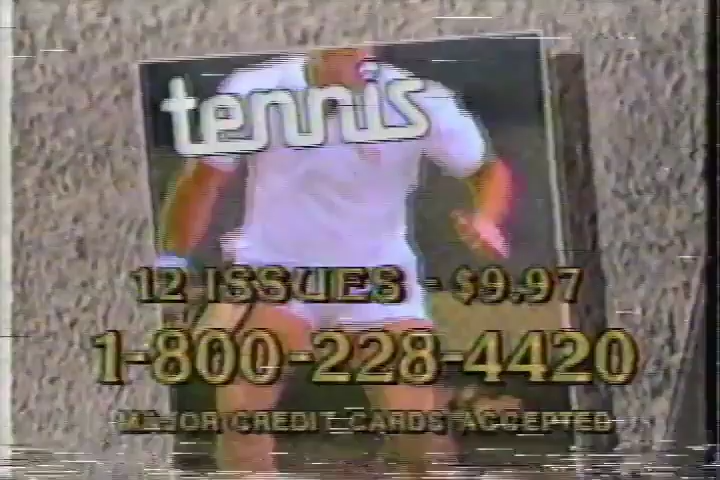 tennis
12 ISSUES - $9.97
1-800-228-4420
MAJOR CREDIT CARDS ACCEPTED